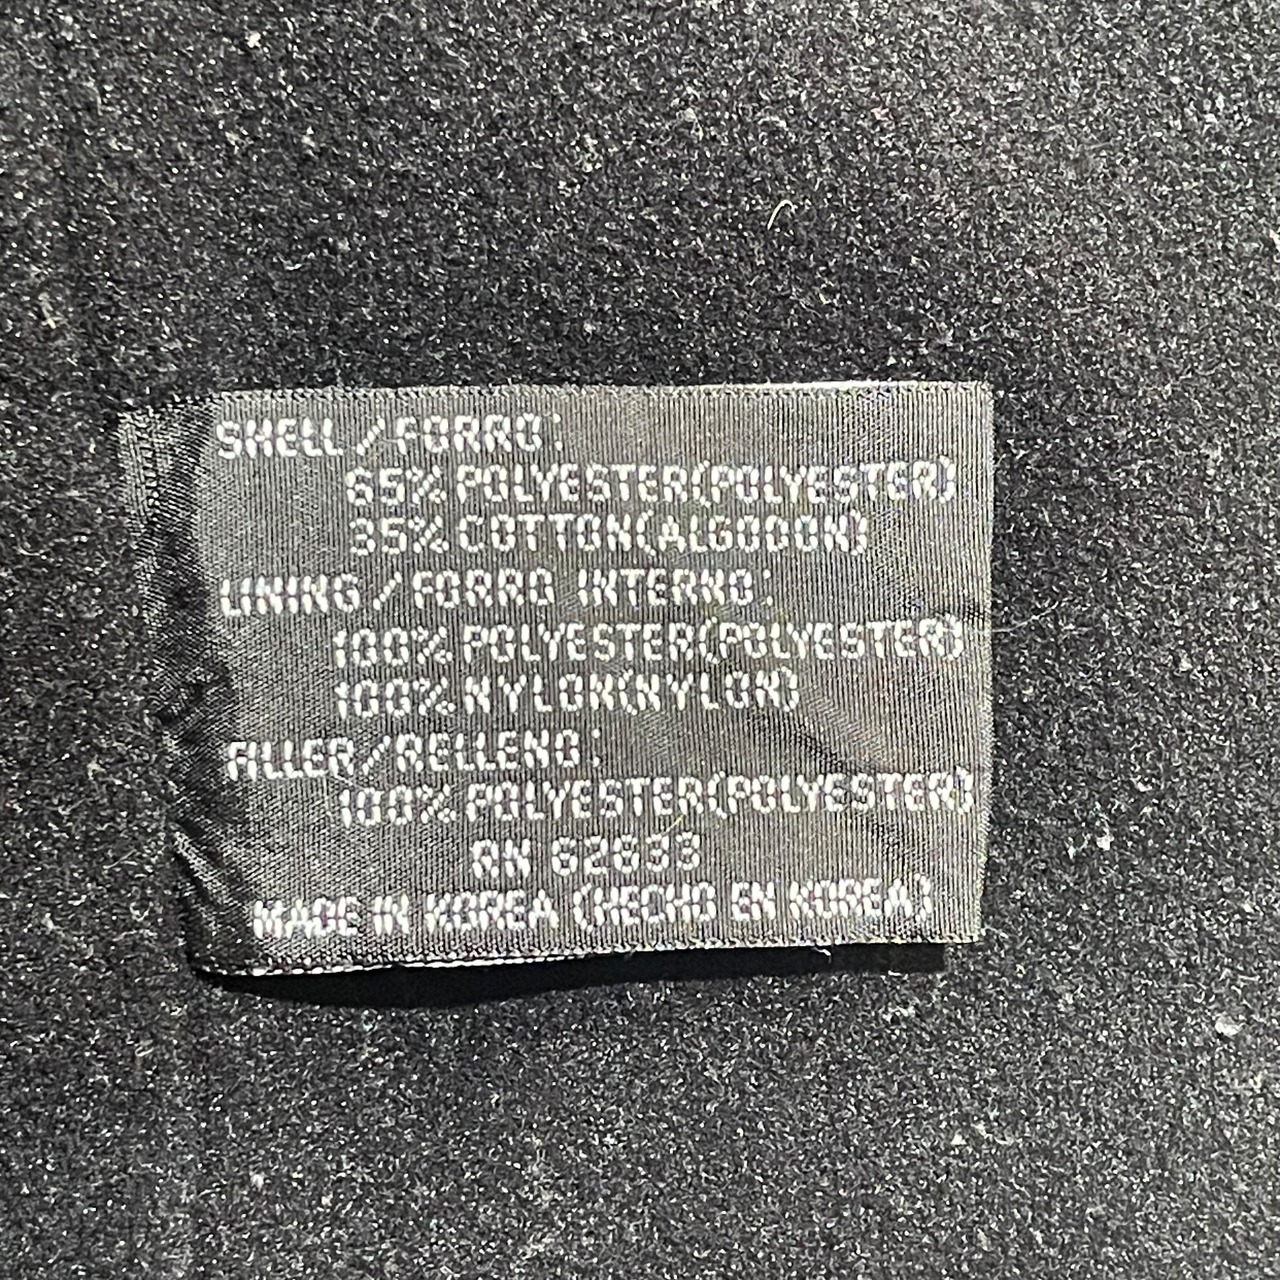 SHELL/FORRO:
65% POLYESTER(POLYESTER)
35% COTTON(ALGODON)
LINING/FORRO INTERNO:
100% POLYESTER(POLYESTER)
100% NYLON(NYLON)
FILLER/RELLENO:
100% POLYESTER(POLYESTER)
RN 62633
MADE IN KOREA (HECHO EN KOREA)